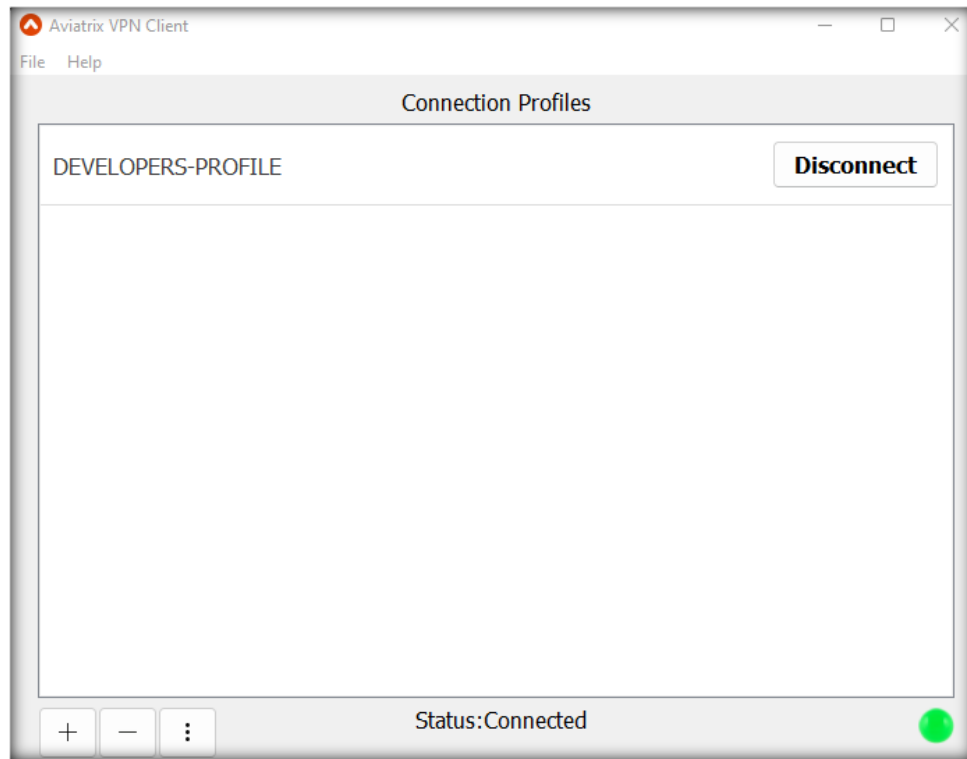 Aviatrix VPN Client
File Help
Connection Profiles
DEVELOPERS-PROFILE Disconnect
Status:Connected